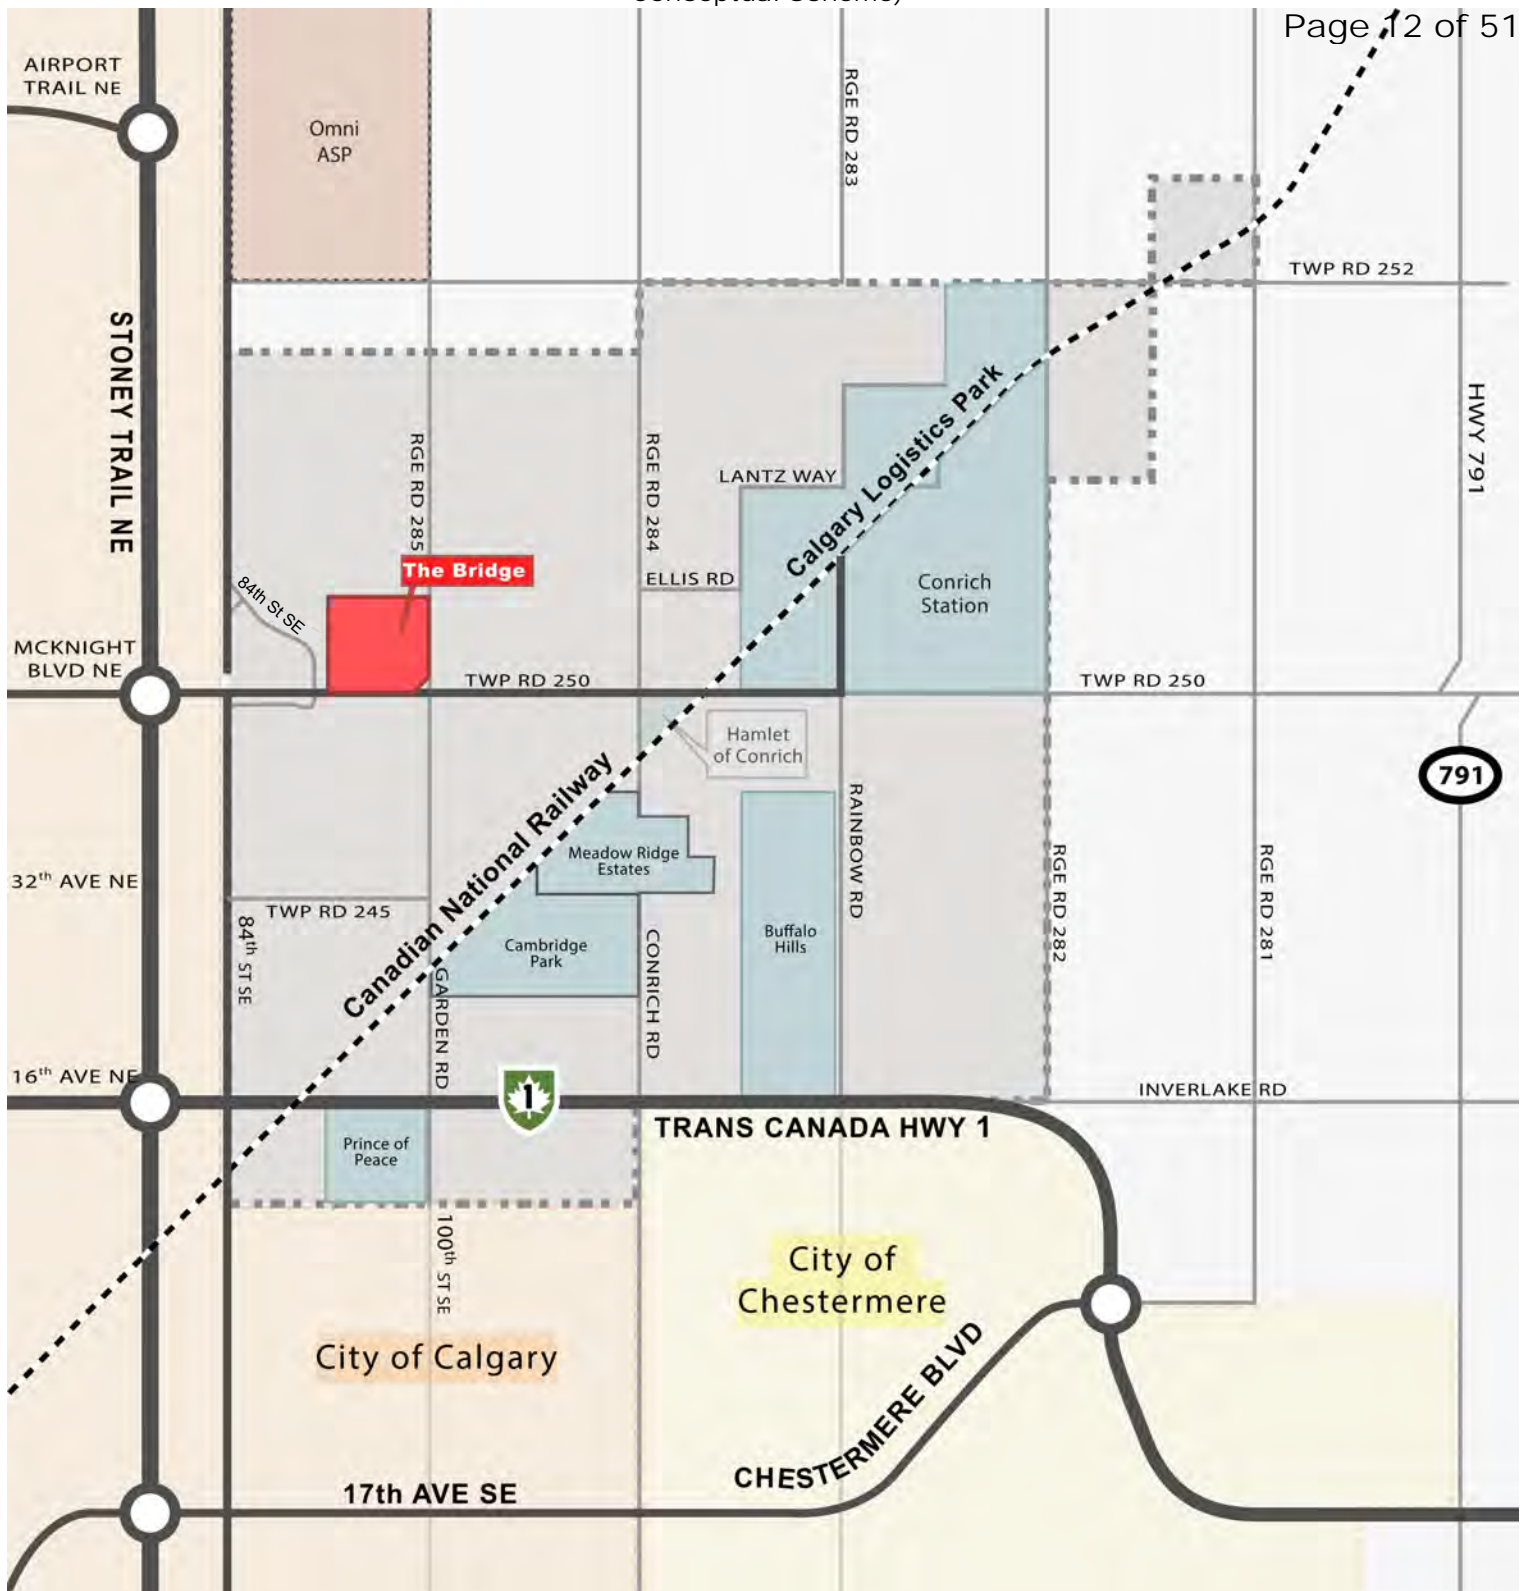 Conceptual Scheme)
Page 12 of 51
AIRPORT
TRAIL NE
Omni
ASP
RGE RD 283
TWP RD 252
STONEY TRAIL NE
HWY 791
RGE RD 285
RGE RD 284
LANTZ WAY
Calgary Logistics Park
The Bridge
ELLIS RD
84th St SE
Conrich
Station
MCKNIGHT
BLVD NE
TWP RD 250
TWP RD 250
Hamlet
of Conrich
791
Canadian National Railway
RAINBOW RD
Meadow Ridge
Estates
RGE RD 282
RGE RD 281
32th AVE NE
TWP RD 245
84th ST SE
Cambridge
Park
Buffalo
Hills
CONRICH RD
GARDEN RD
16th AVE NE
1
INVERLAKE RD
TRANS CANADA HWY 1
Prince of
Peace
100th ST SE
City of
Chestermere
City of Calgary
CHESTERMERE BLVD
17th AVE SE